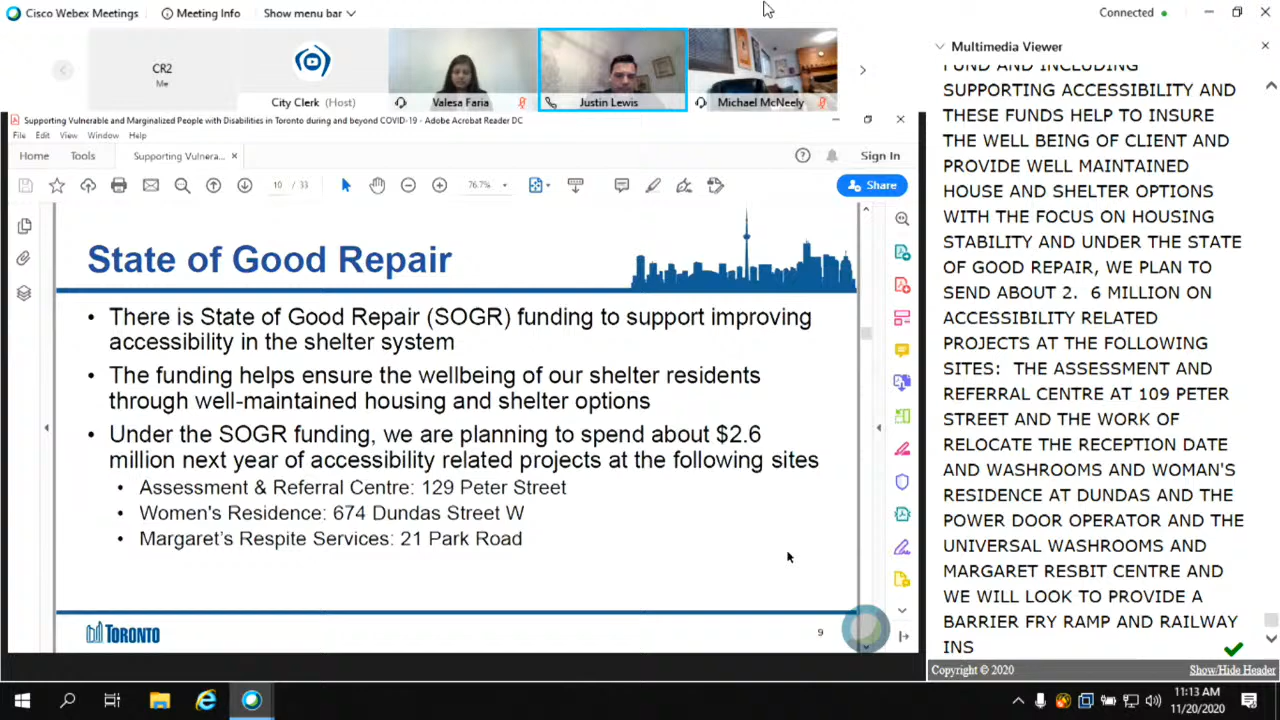 Cisco Webex Meetings
Meeting Info
Show menu bar
Connected
CR2
Me
City Clerk (Host)
Valesa Faria
Justin Lewis
Michael McNeely
Supporting Vulnerable and Marginalized People with Disabilities in Toronto during and beyond COVID-19 - Adobe Acrobat Reader DC
File Edit View Window Help
Home Tools Supporting Vulnera... × Sign In
10 / 33 76.7% Share
State of Good Repair
• There is State of Good Repair (SOGR) funding to support improving
accessibility in the shelter system
• The funding helps ensure the wellbeing of our shelter residents
through well-maintained housing and shelter options
• Under the SOGR funding, we are planning to spend about $2.6
million next year of accessibility related projects at the following sites
• Assessment & Referral Centre: 129 Peter Street
• Women's Residence: 674 Dundas Street W
• Margaret's Respite Services: 21 Park Road
TORONTO
9
Multimedia Viewer
FUND AND INCLUDING
SUPPORTING ACCESSIBILITY AND
THESE FUNDS HELP TO INSURE
THE WELL BEING OF CLIENT AND
PROVIDE WELL MAINTAINED
HOUSE AND SHELTER OPTIONS
WITH THE FOCUS ON HOUSING
STABILITY AND UNDER THE STATE
OF GOOD REPAIR, WE PLAN TO
SEND ABOUT 2. 6 MILLION ON
ACCESSIBILITY RELATED
PROJECTS AT THE FOLLOWING
SITES: THE ASSESSMENT AND
REFERRAL CENTRE AT 109 PETER
STREET AND THE WORK OF
RELOCATE THE RECEPTION DATE
AND WASHROOMS AND WOMAN'S
RESIDENCE AT DUNDAS AND THE
POWER DOOR OPERATOR AND THE
UNIVERSAL WASHROOMS AND
MARGARET RESBIT CENTRE AND
WE WILL LOOK TO PROVIDE A
BARRIER FRY RAMP AND RAILWAY
INS
Copyright © 2020
Show/Hide Header
11:13 AM
11/20/2020